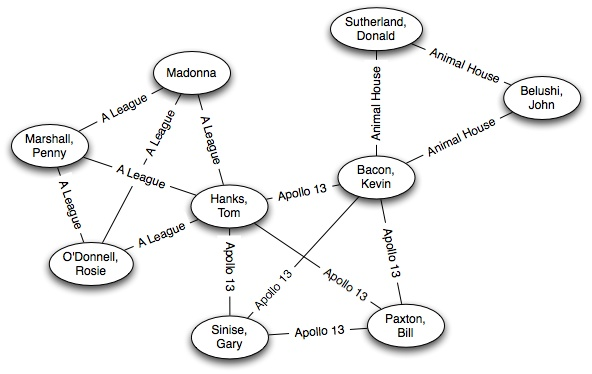 Sutherland,
Donald
Animal House
Madonna
Belushi,
John
A League
A League
Animal House
A League
Animal House
Marshall,
Penny
A League
Bacon,
Kevin
A League
Apollo 13
Hanks,
Tom
A League
O'Donnell,
Rosie
Apollo 13
Apollo 13
Apollo 13
Apollo 13
Sinise,
Gary
Apollo 13
Paxton,
Bill